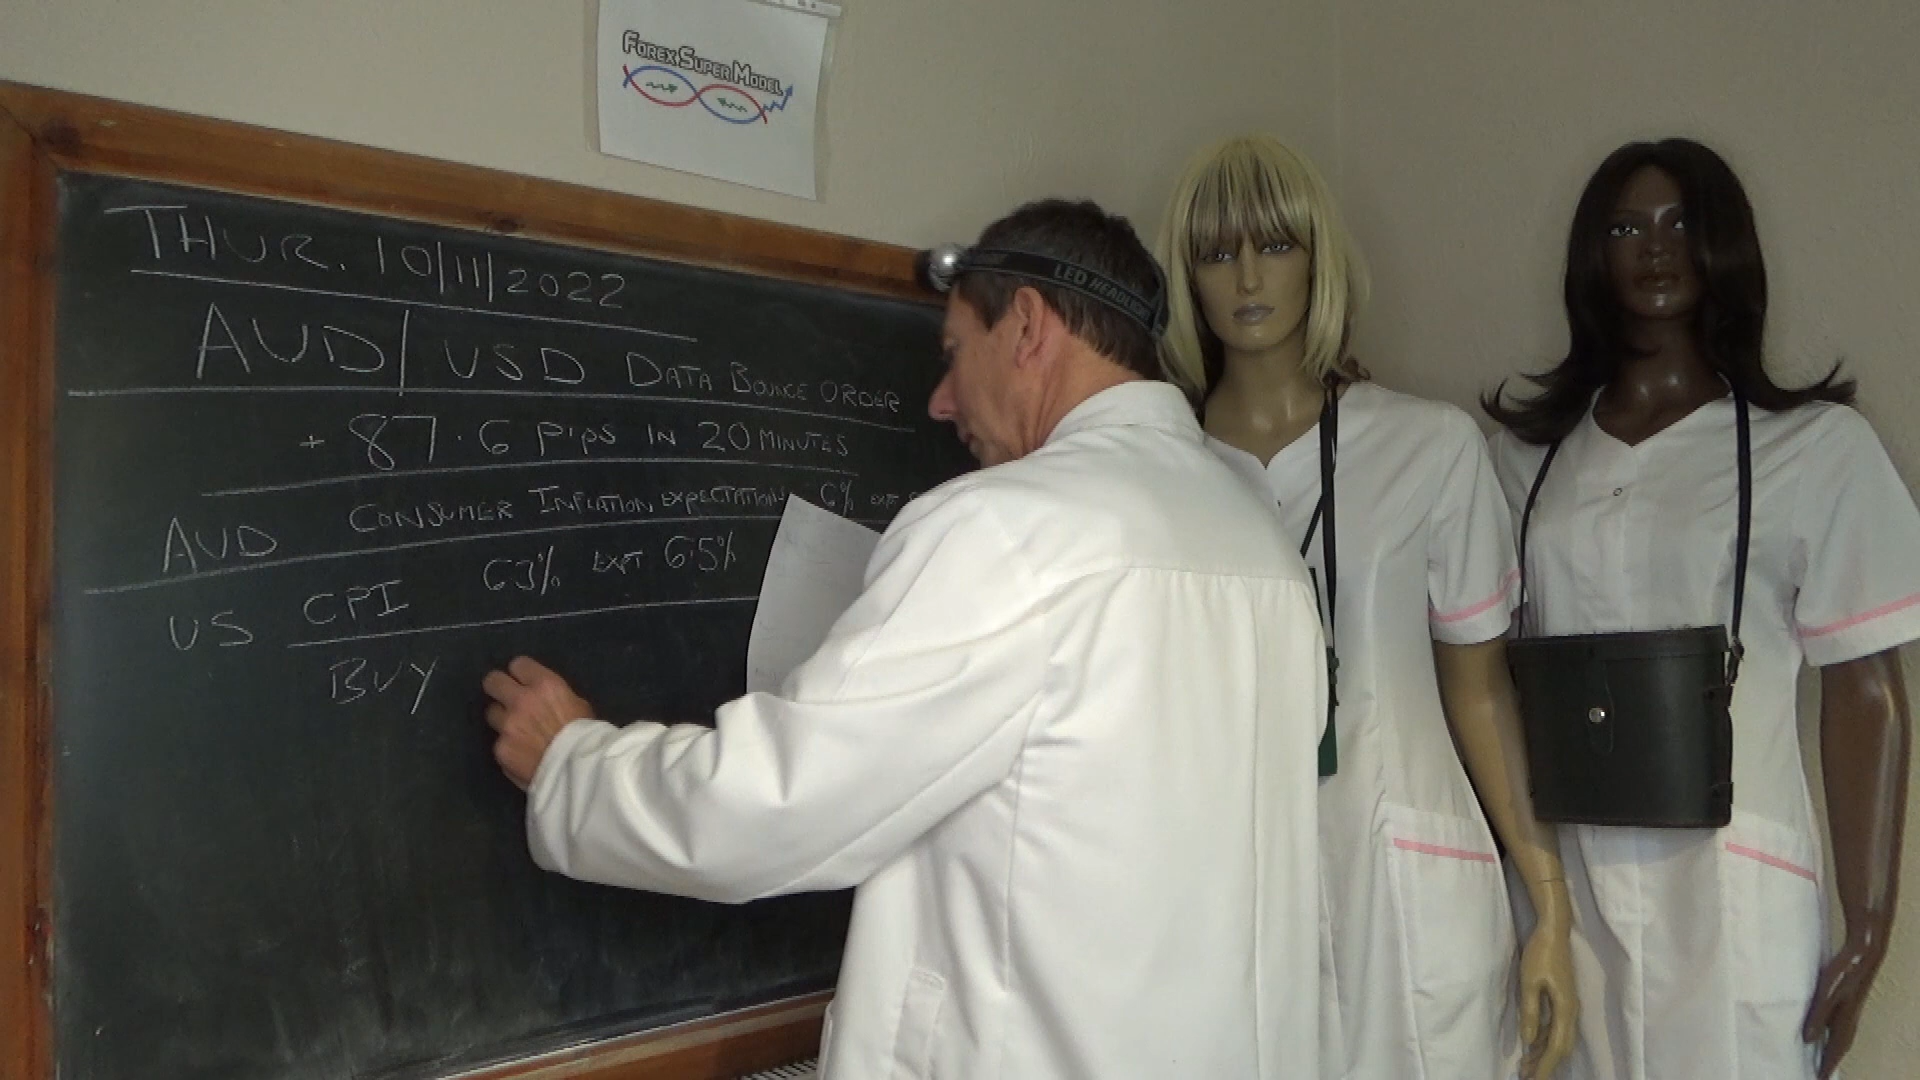 FOREX SUPER MODEL
LED HEADLIGHT
THUR. 10/11/2022
AUD/USD DATA BOUNCE ORDER
+ 87.6 PIPS IN 20 MINUTES
AUD CONSUMER INFLATION EXPECTATIONS 6% EXPT
US CPI 6.3% EXPT 6.5%
BUY